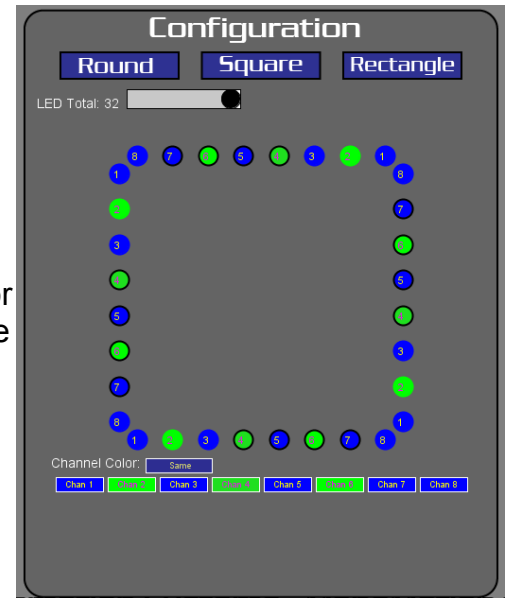 Configuration
Round Square Rectangle
LED Total: 32
8 7 6 5 4 3 2 1
1 8
2 7
3 6
4 5
5 4
6 3
7 2
8 1
1 2 3 4 5 6 7 8
or
e
Channel Color: Same
Chan 1 Chan 2 Chan 3 Chan 4 Chan 5 Chan 6 Chan 7 Chan 8